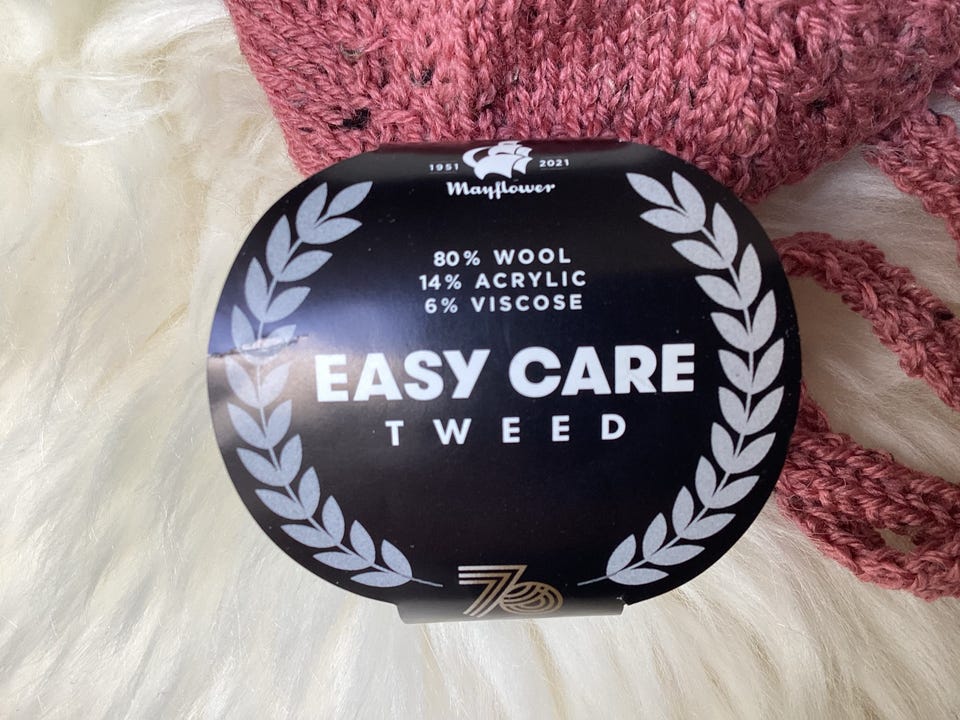 1951 2021
Mayflower
80% WOOL
14% ACRYLIC
6% VISCOSE
EASY CARE
TWEED
70